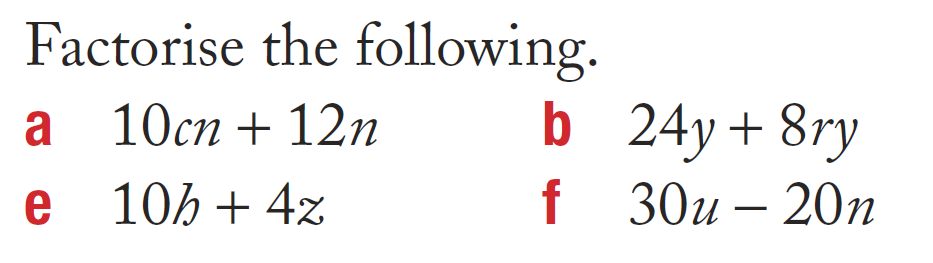 Factorise the following.
a 10cn + 12n b 24y + 8ry
e 10h + 4z f 30u – 20n